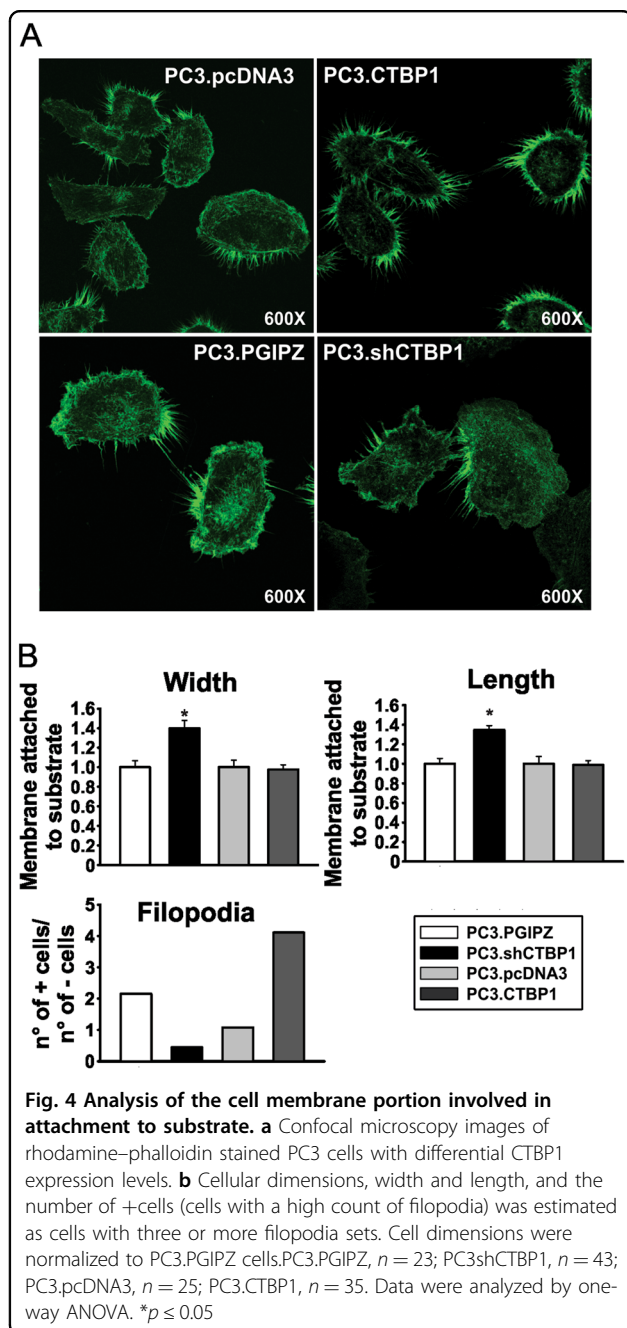 A
PC3.pcDNA3
PC3.CTBP1
600X
600X
PC3.PGIPZ
PC3.shCTBP1
600X
600X
B
Width
Membrane attached
to substrate
1.6
1.4
1.2
1.0
0.8
0.6
0.4
0.2
0
*
Length
Membrane attached
to substrate
1.6
1.4
1.2
1.0
0.8
0.6
0.4
0.2
0
*
Filopodia
n° of + cells/
n° of - cells
5
4
3
2
1
0
PC3.PGIPZ
PC3.shCTBP1
PC3.pcDNA3
PC3.CTBP1
Fig. 4 Analysis of the cell membrane portion involved in
attachment to substrate. a Confocal microscopy images of
rhodamine–phalloidin stained PC3 cells with differential CTBP1
expression levels. b Cellular dimensions, width and length, and the
number of +cells (cells with a high count of filopodia) was estimated
as cells with three or more filopodia sets. Cell dimensions were
normalized to PC3.PGIPZ cells.PC3.PGIPZ, n = 23; PC3shCTBP1, n = 43;
PC3.pcDNA3, n = 25; PC3.CTBP1, n = 35. Data were analyzed by one-
way ANOVA. *p ≤ 0.05